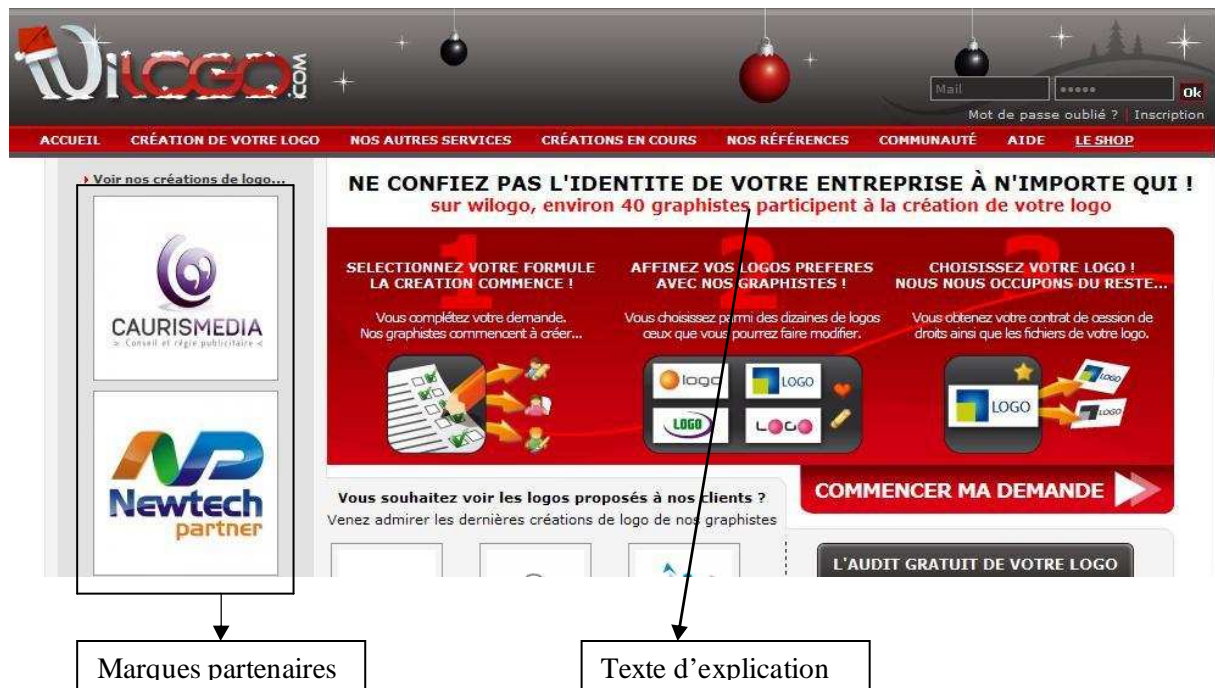 Wilogo.com
Mail
•••••
Ok
Mot de passe oublié ? | Inscription
ACCUEIL CRÉATION DE VOTRE LOGO NOS AUTRES SERVICES CRÉATIONS EN COURS NOS RÉFÉRENCES COMMUNAUTÉ AIDE LE SHOP
Voir nos créations de logo...
CAURISMEDIA
> Conseil et régie publicitaire <
Newtech
partner
NE CONFIEZ PAS L'IDENTITE DE VOTRE ENTREPRISE À N'IMPORTE QUI !
sur wilogo, environ 40 graphistes participent à la création de votre logo
1
SELECTIONNEZ VOTRE FORMULE
LA CREATION COMMENCE !
Vous complétez votre demande.
Nos graphistes commencent à créer...
2
AFFINEZ VOS LOGOS PREFERES
AVEC NOS GRAPHISTES !
Vous choisissez parmi des dizaines de logos
ceux que vous pourrez faire modifier.
logo
LOGO
LOGO
LOGO
3
CHOISISSEZ VOTRE LOGO !
NOUS NOUS OCCUPONS DU RESTE...
Vous obtenez votre contrat de cession de
droits ainsi que les fichiers de votre logo.
LOGO
LOGO
LOGO
COMMENCER MA DEMANDE
Vous souhaitez voir les logos proposés à nos clients ?
Venez admirer les dernières créations de logo de nos graphistes
L'AUDIT GRATUIT DE VOTRE LOGO
Marques partenaires
Texte d'explication